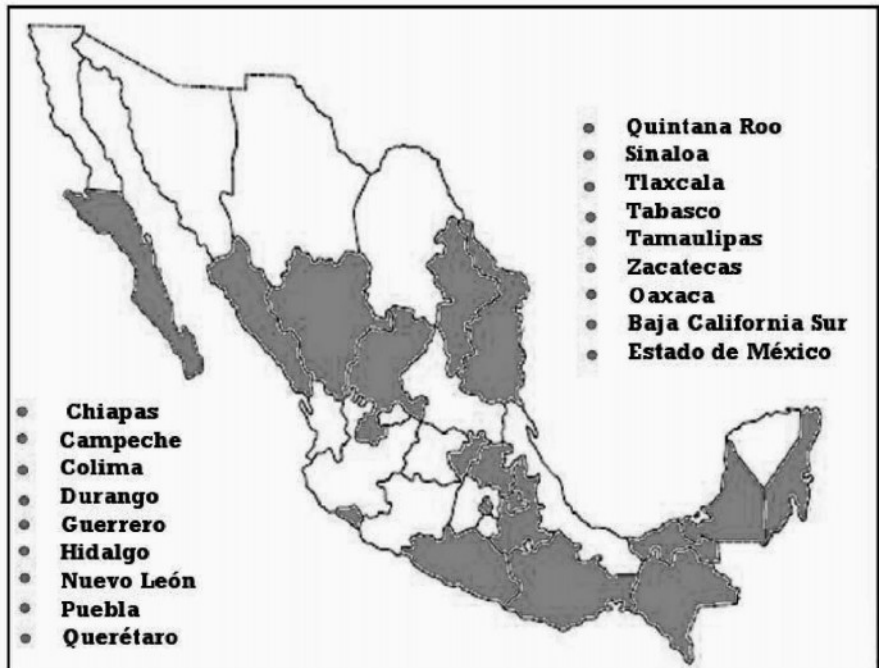 Quintana Roo
Sinaloa
Tlaxcala
Tabasco
Tamaulipas
Zacatecas
Oaxaca
Baja California Sur
Estado de México
Chiapas
Campeche
Colima
Durango
Guerrero
Hidalgo
Nuevo León
Puebla
Querétaro